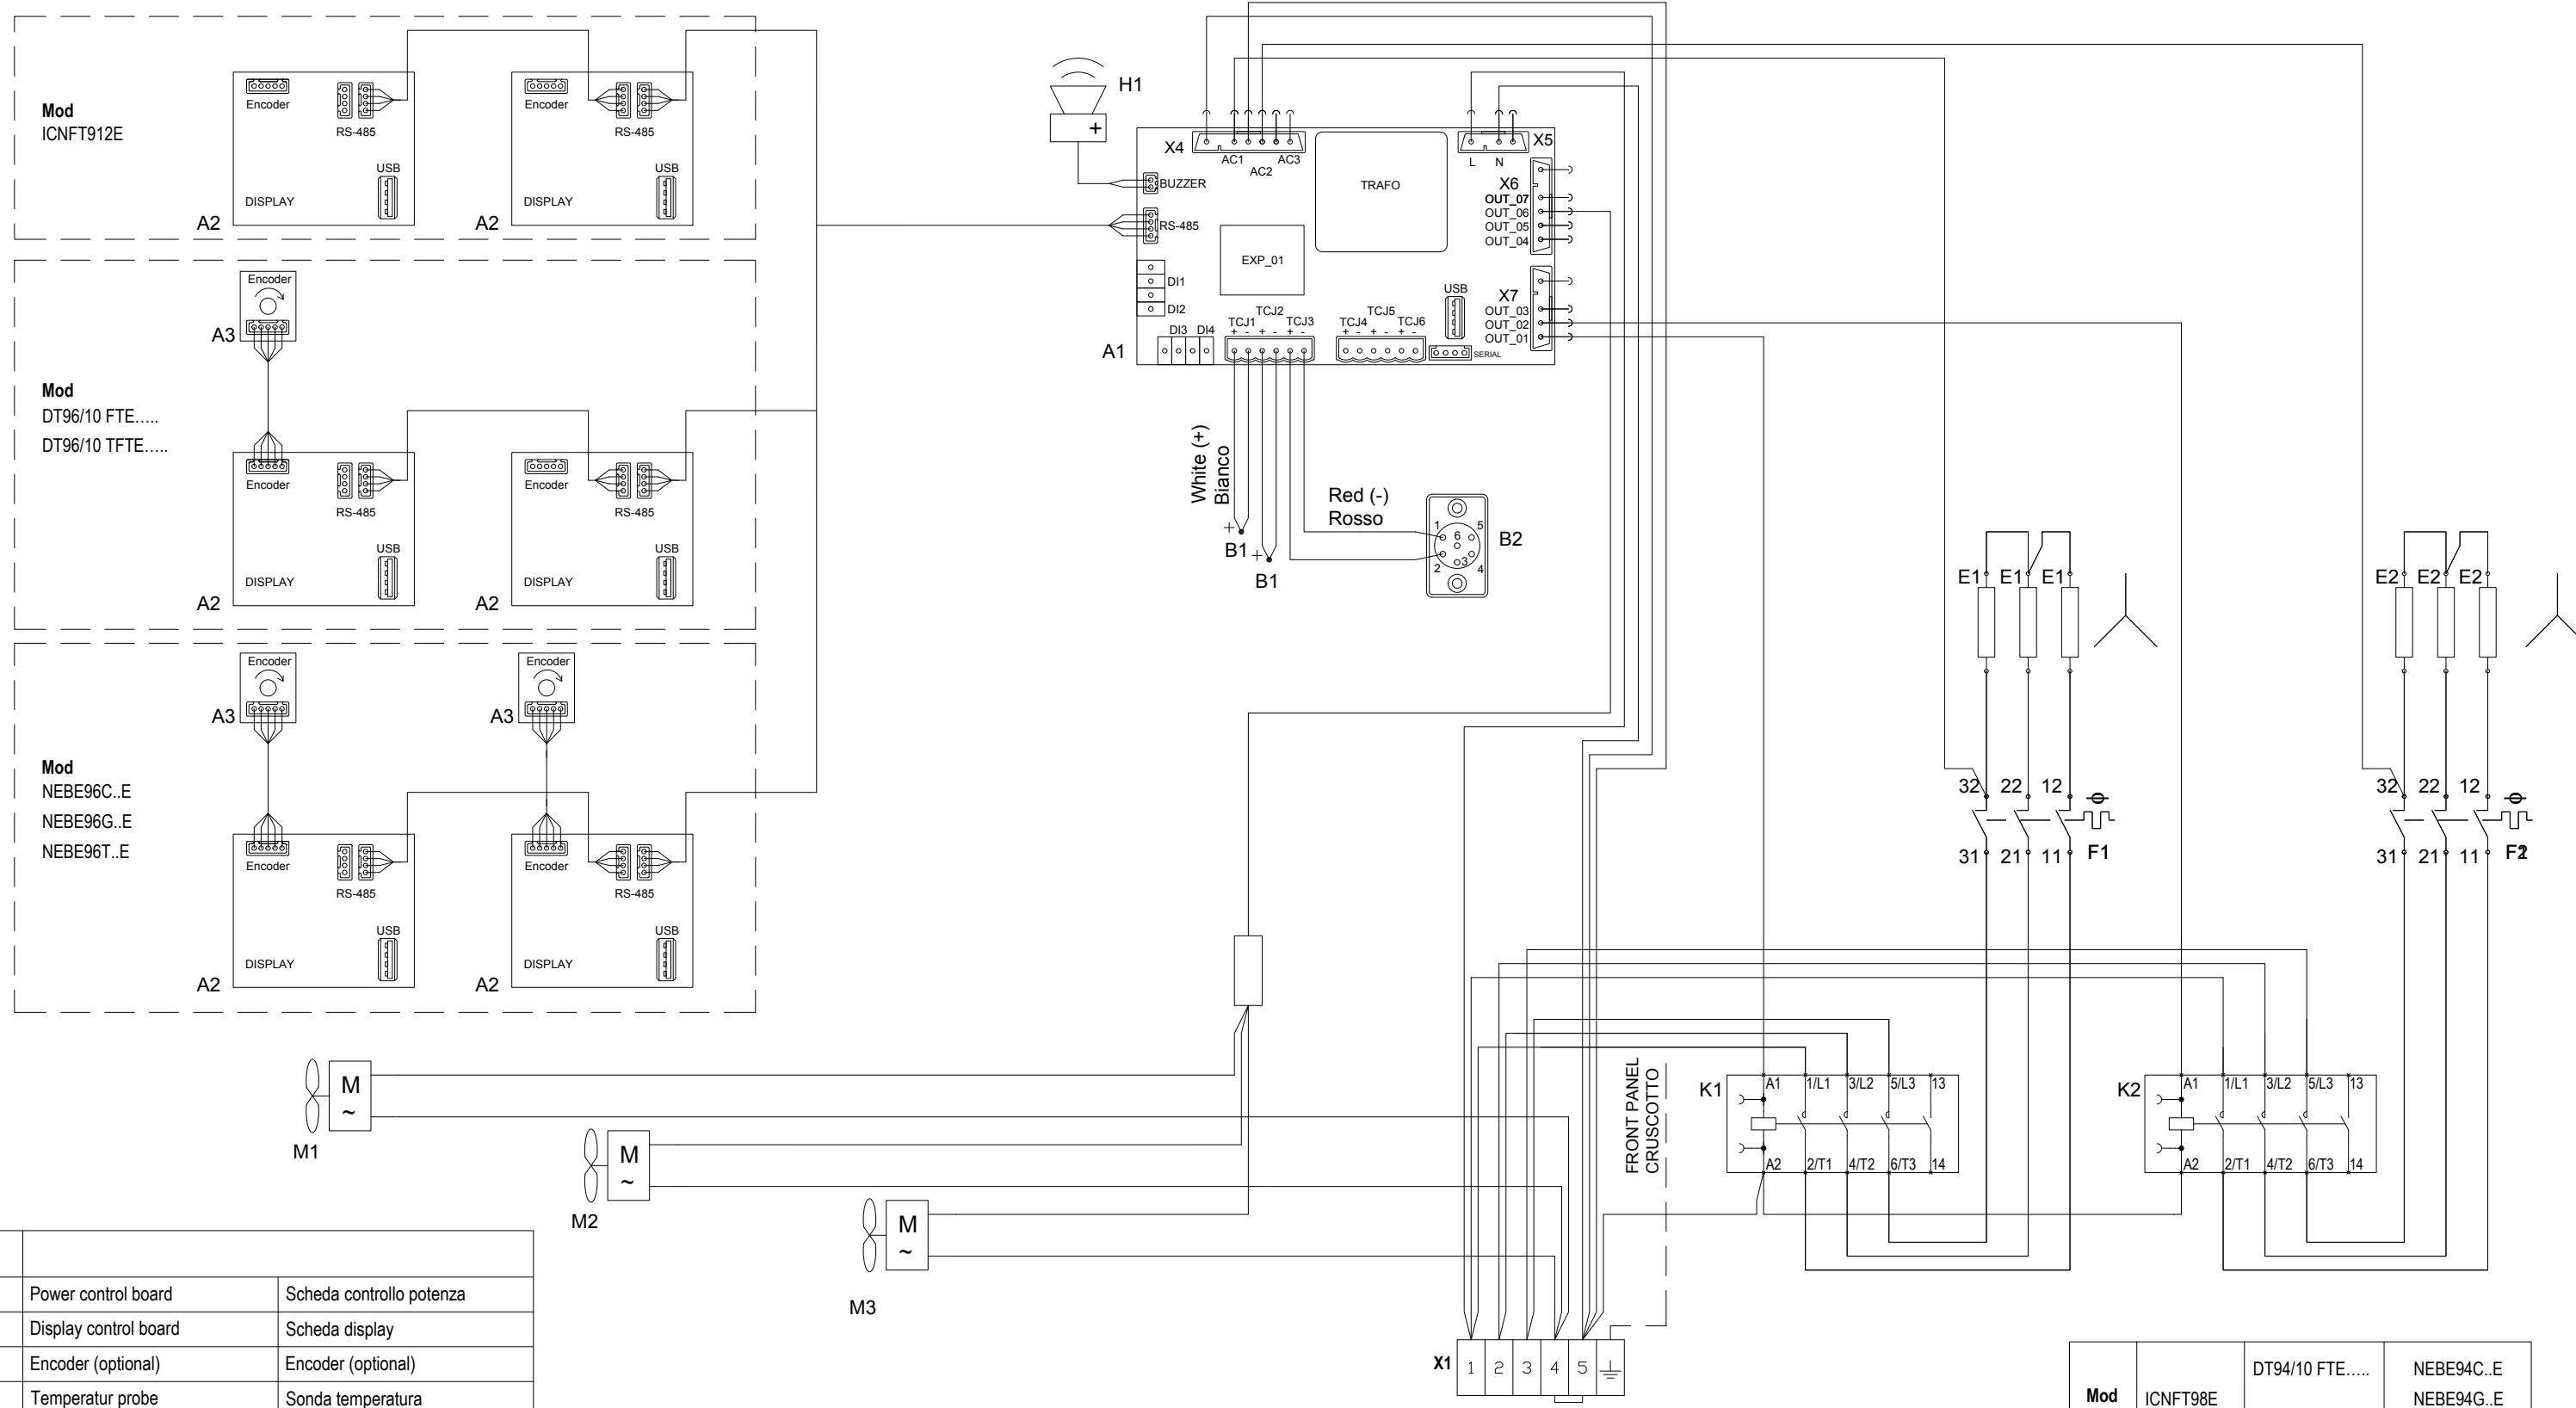 Mod
ICNFT912E
Encoder
RS-485
USB
DISPLAY
A2
Encoder
RS-485
USB
DISPLAY
A2
Encoder
A3
Mod
DT96/10 FTE.....
DT96/10 TFTE.....
Encoder
RS-485
USB
DISPLAY
A2
Encoder
RS-485
USB
DISPLAY
A2
Encoder
A3
Encoder
A3
Mod
NEBE96C..E
NEBE96G..E
NEBE96T..E
Encoder
RS-485
USB
DISPLAY
A2
Encoder
RS-485
USB
DISPLAY
A2
H1
+
X4
AC1
AC2
AC3
TRAFO
L N
X5
BUZZER
RS-485
EXP_01
X6
OUT_07
OUT_06
OUT_05
OUT_04
DI1
DI2
DI3 DI4
TCJ1
TCJ2
TCJ3
+ - + - + -
TCJ4
TCJ5
TCJ6
+ - + - + -
USB
SERIAL
X7
OUT_03
OUT_02
OUT_01
A1
White (+)
Bianco
Red (-)
Rosso
+
B1
+
B1
1 5
6
2 3 4
B2
E1 E1 E1
E2 E2 E2
32 22 12
31 21 11 F1
32 22 12
31 21 11
M
~
M1
M
~
M2
M
~
M3
FRONT PANEL
CRUSCOTTO
K1
A1 1/L1 3/L2 5/L3 13
A2 2/T1 4/T2 6/T3 14
K2
A1 1/L1 3/L2 5/L3 13
A2 2/T1 4/T2 6/T3 14
X1 1 2 3 4 5
Power control board Scheda controllo potenza
Display control board Scheda display
Encoder (optional) Encoder (optional)
Temperatur probe Sonda temperatura
Mod ICNFT98E DT94/10 FTE..... NEBE94C..E
NEBE94G..E